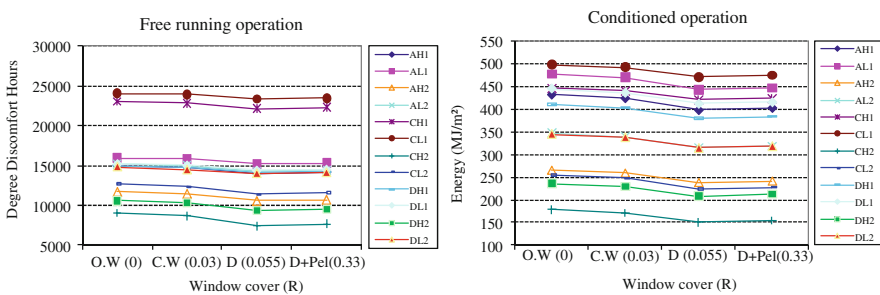 Free running operation
Degree Discomfort Hours
30000
25000
20000
15000
10000
5000
O.W (0) C.W (0.03) D (0.055) D+Pel(0.33)
Window cover (R)
AH1
AL1
AH2
AL2
CH1
CL1
CH2
CL2
DH1
DL1
DH2
DL2
Conditioned operation
Energy (MJ/m²)
550
500
450
400
350
300
250
200
150
100
O.W (0) C.W (0.03) D (0.055) D+Pel(0.33)
Window cover (R)
AH1
AL1
AH2
AL2
CH1
CL1
CH2
CL2
DH1
DL1
DH2
DL2